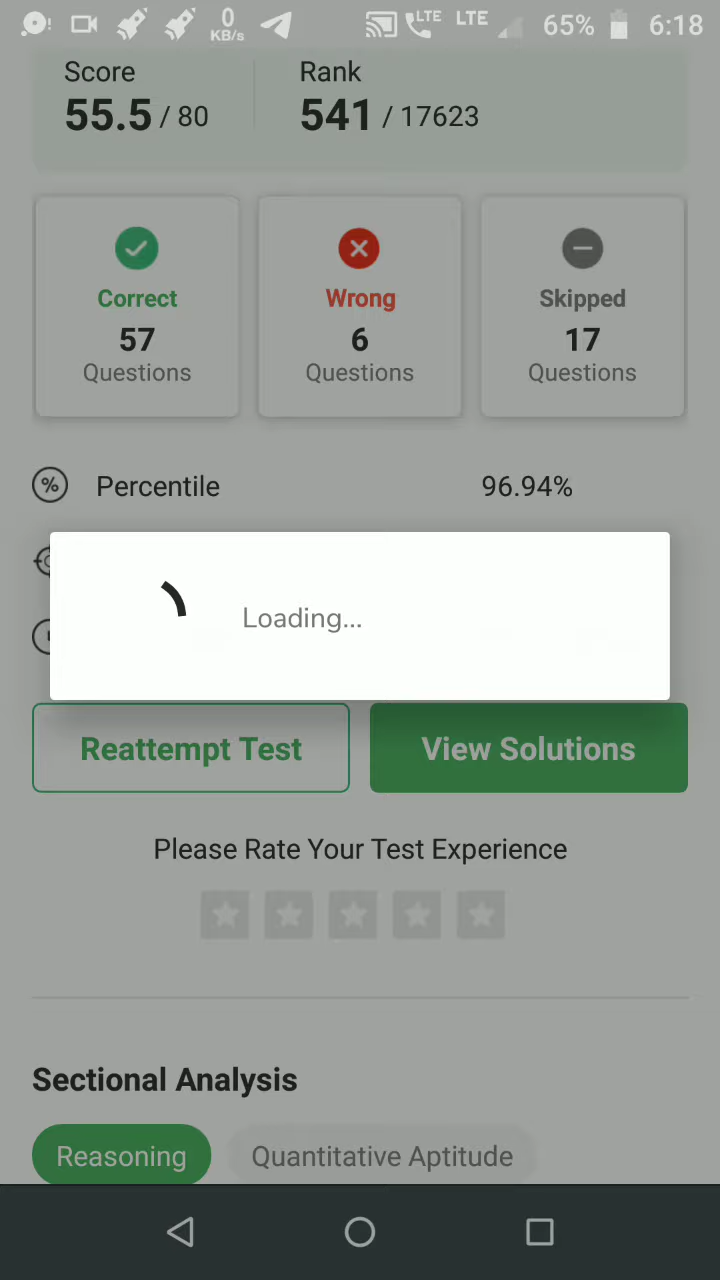 0 KB/s LTE LTE 65% 6:18
Score Rank
55.5 / 80 541 / 17623
Correct Wrong Skipped
57 6 17
Questions Questions Questions
% Percentile 96.94%
Loading...
Reattempt Test View Solutions
Please Rate Your Test Experience
Sectional Analysis
Reasoning Quantitative Aptitude